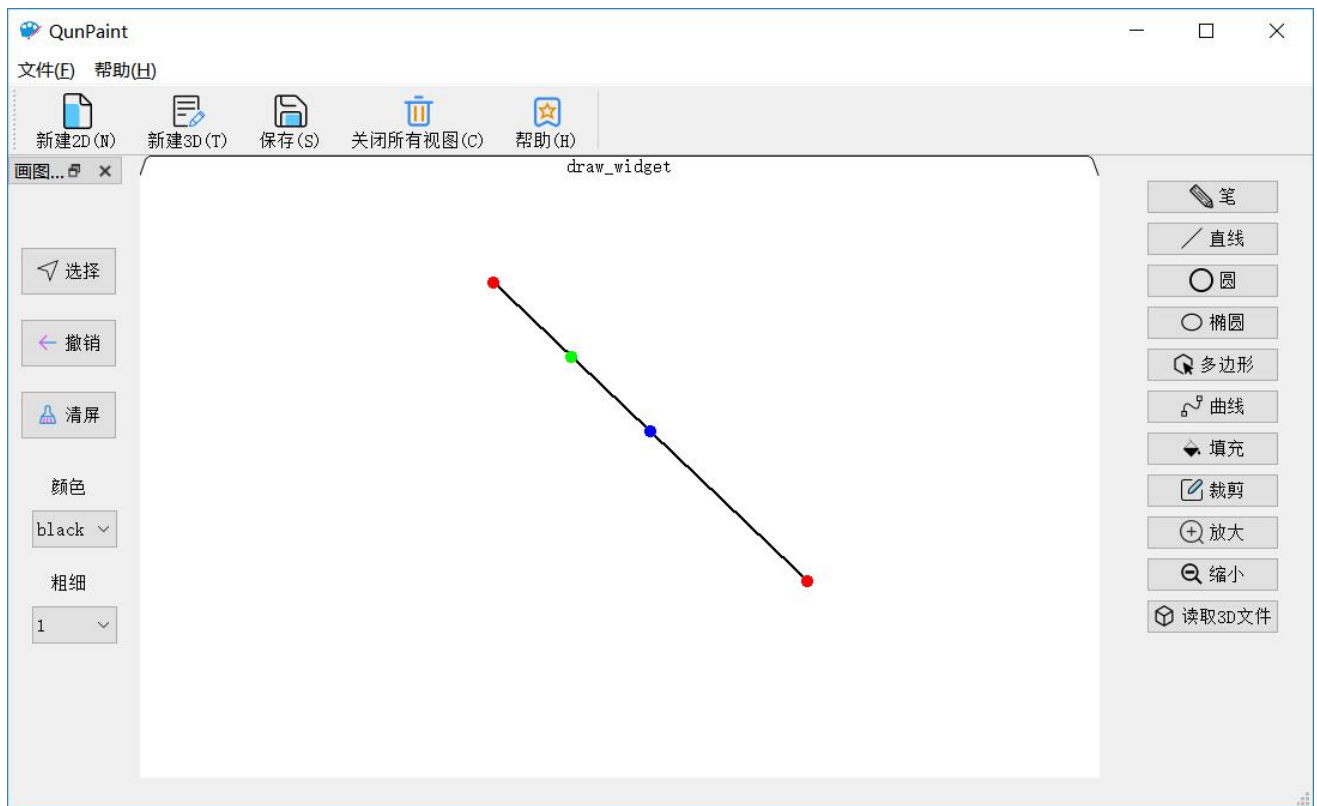 QunPaint
文件(F) 帮助(H)
新建2D(N) 新建3D(T) 保存(S) 关闭所有视图(C) 帮助(H)
画图...
draw_widget
选择
撤销
清屏
颜色
black
粗细
1
笔
直线
圆
椭圆
多边形
曲线
填充
裁剪
放大
缩小
读取3D文件